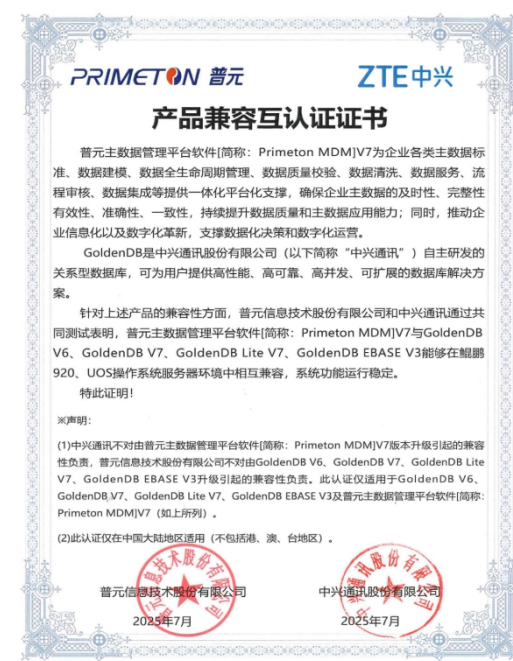 PRIMETON 普元
ZTE中兴
产品兼容互认证证书
普元主数据管理平台软件[简称：Primeton MDM]V7为企业各类主数据标
准、数据建模、数据全生命周期管理、数据质量校验、数据清洗、数据服务、流
程审核、数据集成等提供一体化平台化支撑，确保企业主数据的及时性、完整性
有效性、准确性、一致性，持续提升数据质量和主数据应用能力；同时，推动企
业信息化以及数字化革新，支撑数据化决策和数字化运营。
GoldenDB是中兴通讯股份有限公司（以下简称“中兴通讯”）自主研发的
关系型数据库，可为用户提供高性能、高可靠、高并发、可扩展的数据库解决方
案。
针对上述产品的兼容性方面，普元信息技术股份有限公司和中兴通讯通过共
同测试表明，普元主数据管理平台软件[简称：Primeton MDM]V7与GoldenDB
V6、GoldenDB V7、GoldenDB Lite V7、GoldenDB EBASE V3能够在鲲鹏
920、UOS操作系统服务器环境中相互兼容，系统功能运行稳定。
特此证明！
※声明：
(1)中兴通讯不对由普元主数据管理平台软件[简称：Primeton MDM]V7版本升级引起的兼容
性负责，普元信息技术股份有限公司不对由GoldenDB V6、GoldenDB V7、GoldenDB Lite
V7、GoldenDB EBASE V3升级引起的兼容性负责。此认证仅适用于GoldenDB V6、
GoldenDB V7、GoldenDB Lite V7、GoldenDB EBASE V3及普元主数据管理平台软件[简称:
Primeton MDM]V7（如上所列）。
(2)此认证仅在中国大陆地区适用（不包括港、澳、台地区）。
普元信息技术股份有限公司
中兴通讯股份有限公司
2025年7月
2025年7月
普元信息技术股份有限公司
中兴通讯股份有限公司